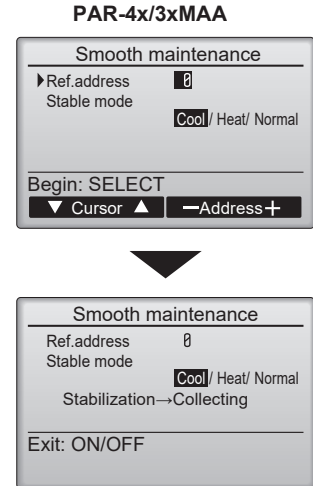 PAR-4x/3xMAA
Smooth maintenance
Ref.address 0
Stable mode
Cool / Heat/ Normal
Begin: SELECT
▼ Cursor ▲ −Address+
Smooth maintenance
Ref.address 0
Stable mode
Cool / Heat/ Normal
Stabilization→Collecting
Exit: ON/OFF